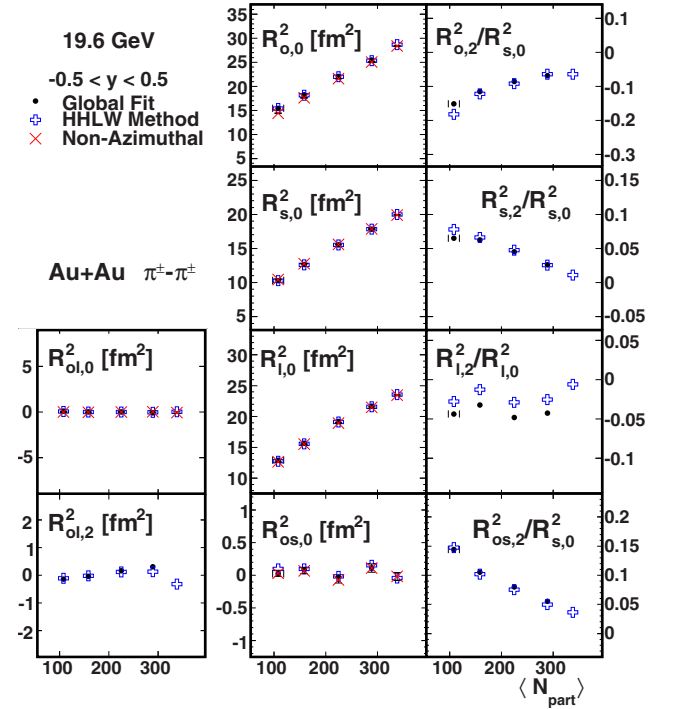 19.6 GeV
-0.5 < y < 0.5
Global Fit
HHLW Method
Non-Azimuthal
Au+Au π±-π±
R²o,0 [fm²]
35
30
25
20
15
10
5
R²o,2/R²s,0
0.1
0
-0.1
-0.2
-0.3
R²s,0 [fm²]
25
20
15
10
5
R²s,2/R²s,0
0.15
0.1
0.05
0
-0.05
R²ol,0 [fm²]
5
0
-5
R²l,0 [fm²]
30
25
20
15
10
R²l,2/R²l,0
0.05
0
-0.05
-0.1
R²ol,2 [fm²]
2
1
0
-1
-2
100 200 300
R²os,0 [fm²]
1
0.5
0
-0.5
-1
100 200 300
R²os,2/R²s,0
0.2
0.15
0.1
0.05
0
100 200 300
⟨ Npart ⟩